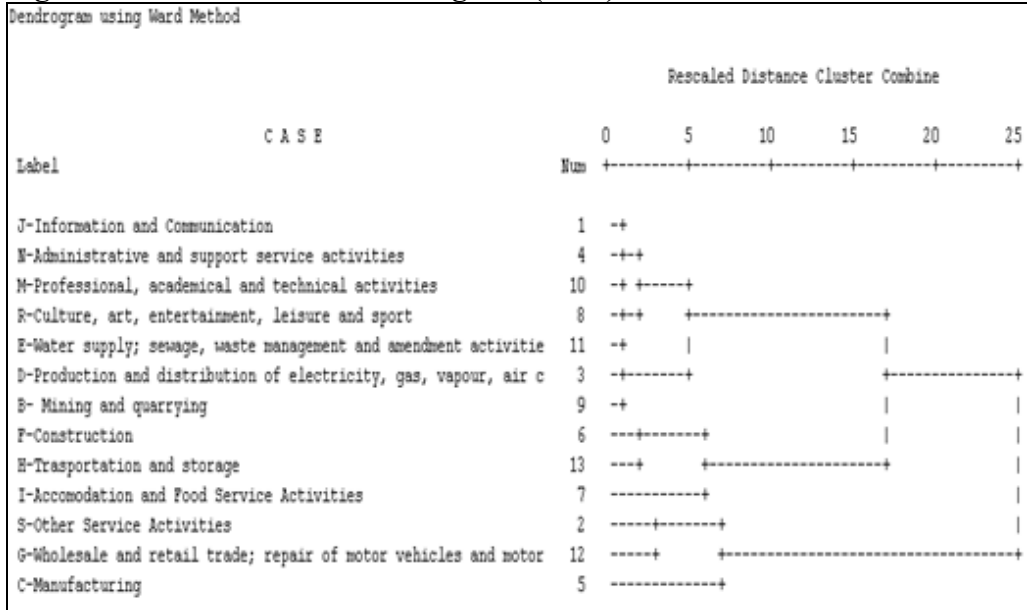 Dendrogram using Ward Method
Rescaled Distance Cluster Combine
C A S E 0 5 10 15 20 25
Label Num +---------+---------+---------+---------+---------+
J-Information and Communication 1
N-Administrative and support service activities 4
M-Professional, academical and technical activities 10
R-Culture, art, entertainment, leisure and sport 8
E-Water supply; sewage, waste management and amendment activitie 11
D-Production and distribution of electricity, gas, vapour, air c 3
B- Mining and quarrying 9
F-Construction 6
H-Trasportation and storage 13
I-Accomodation and Food Service Activities 7
S-Other Service Activities 2
G-Wholesale and retail trade; repair of motor vehicles and motor 12
C-Manufacturing 5